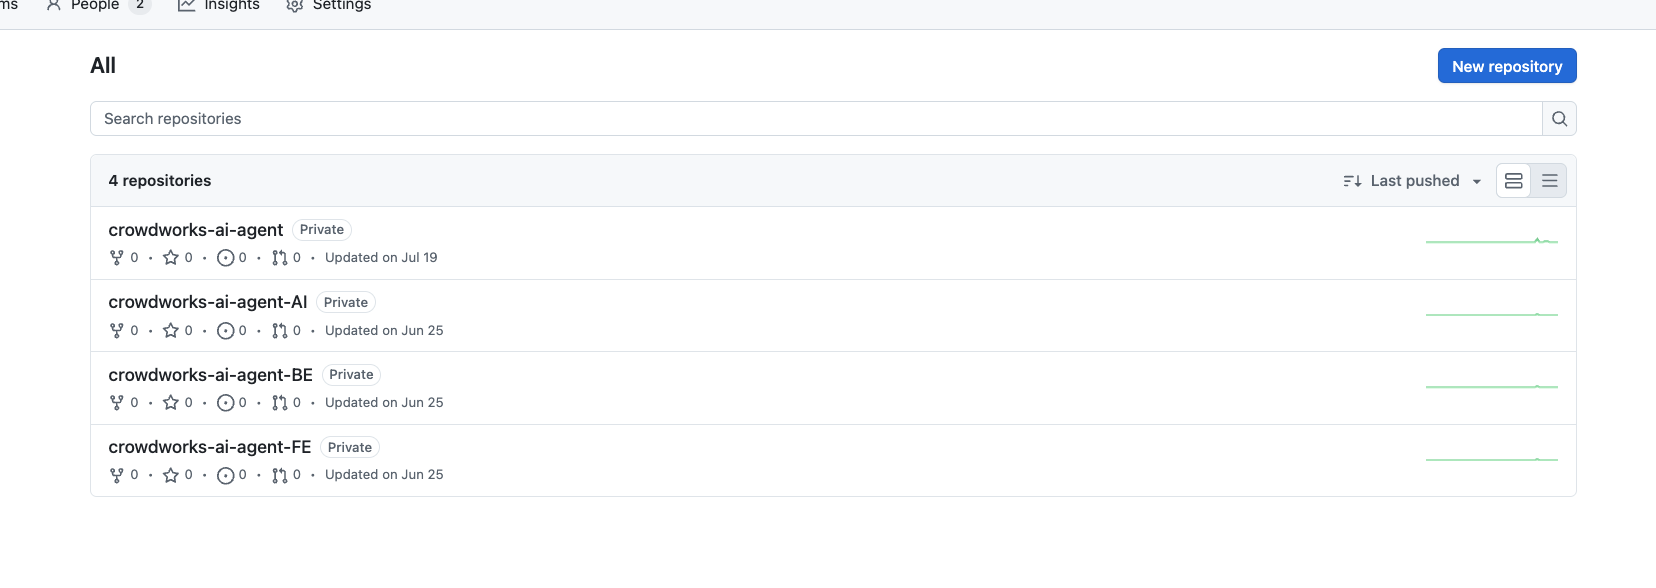 ms People 2 Insights Settings
All New repository
Search repositories
4 repositories Last pushed
crowdworks-ai-agent Private
0 · 0 · 0 · 0 · Updated on Jul 19
crowdworks-ai-agent-AI Private
0 · 0 · 0 · 0 · Updated on Jun 25
crowdworks-ai-agent-BE Private
0 · 0 · 0 · 0 · Updated on Jun 25
crowdworks-ai-agent-FE Private
0 · 0 · 0 · 0 · Updated on Jun 25